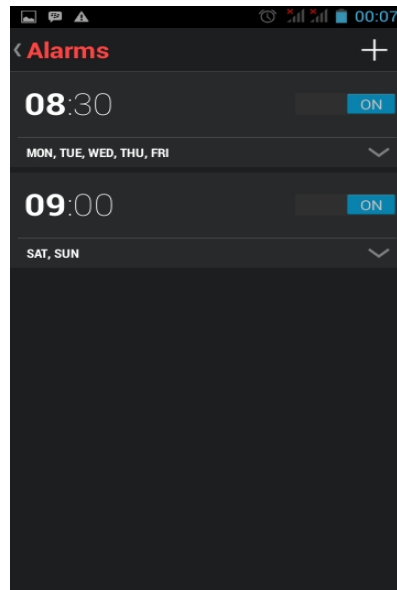 00:07
Alarms
08:30
ON
MON, TUE, WED, THU, FRI
09:00
ON
SAT, SUN